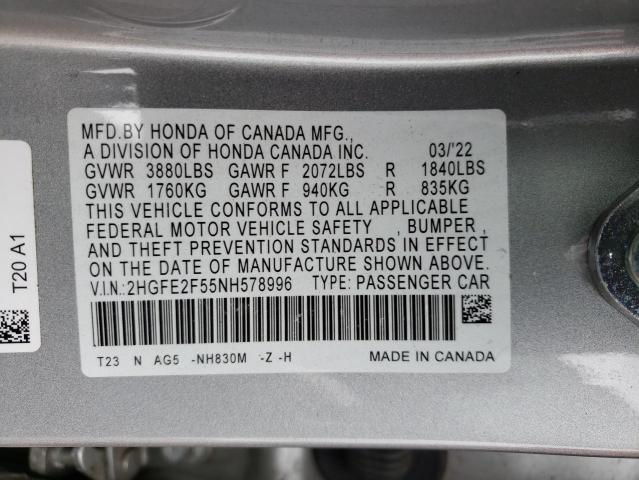 MFD.BY HONDA OF CANADA MFG.,
A DIVISION OF HONDA CANADA INC. 03/'22
GVWR 3880LBS GAWR F 2072LBS R 1840LBS
GVWR 1760KG GAWR F 940KG R 835KG
THIS VEHICLE CONFORMS TO ALL APPLICABLE
FEDERAL MOTOR VEHICLE SAFETY , BUMPER ,
AND THEFT PREVENTION STANDARDS IN EFFECT
ON THE DATE OF MANUFACTURE SHOWN ABOVE.
V.I.N.:2HGFE2F55NH578996 TYPE: PASSENGER CAR
T23 N AG5 -NH830M -Z -H MADE IN CANADA
T20 A1